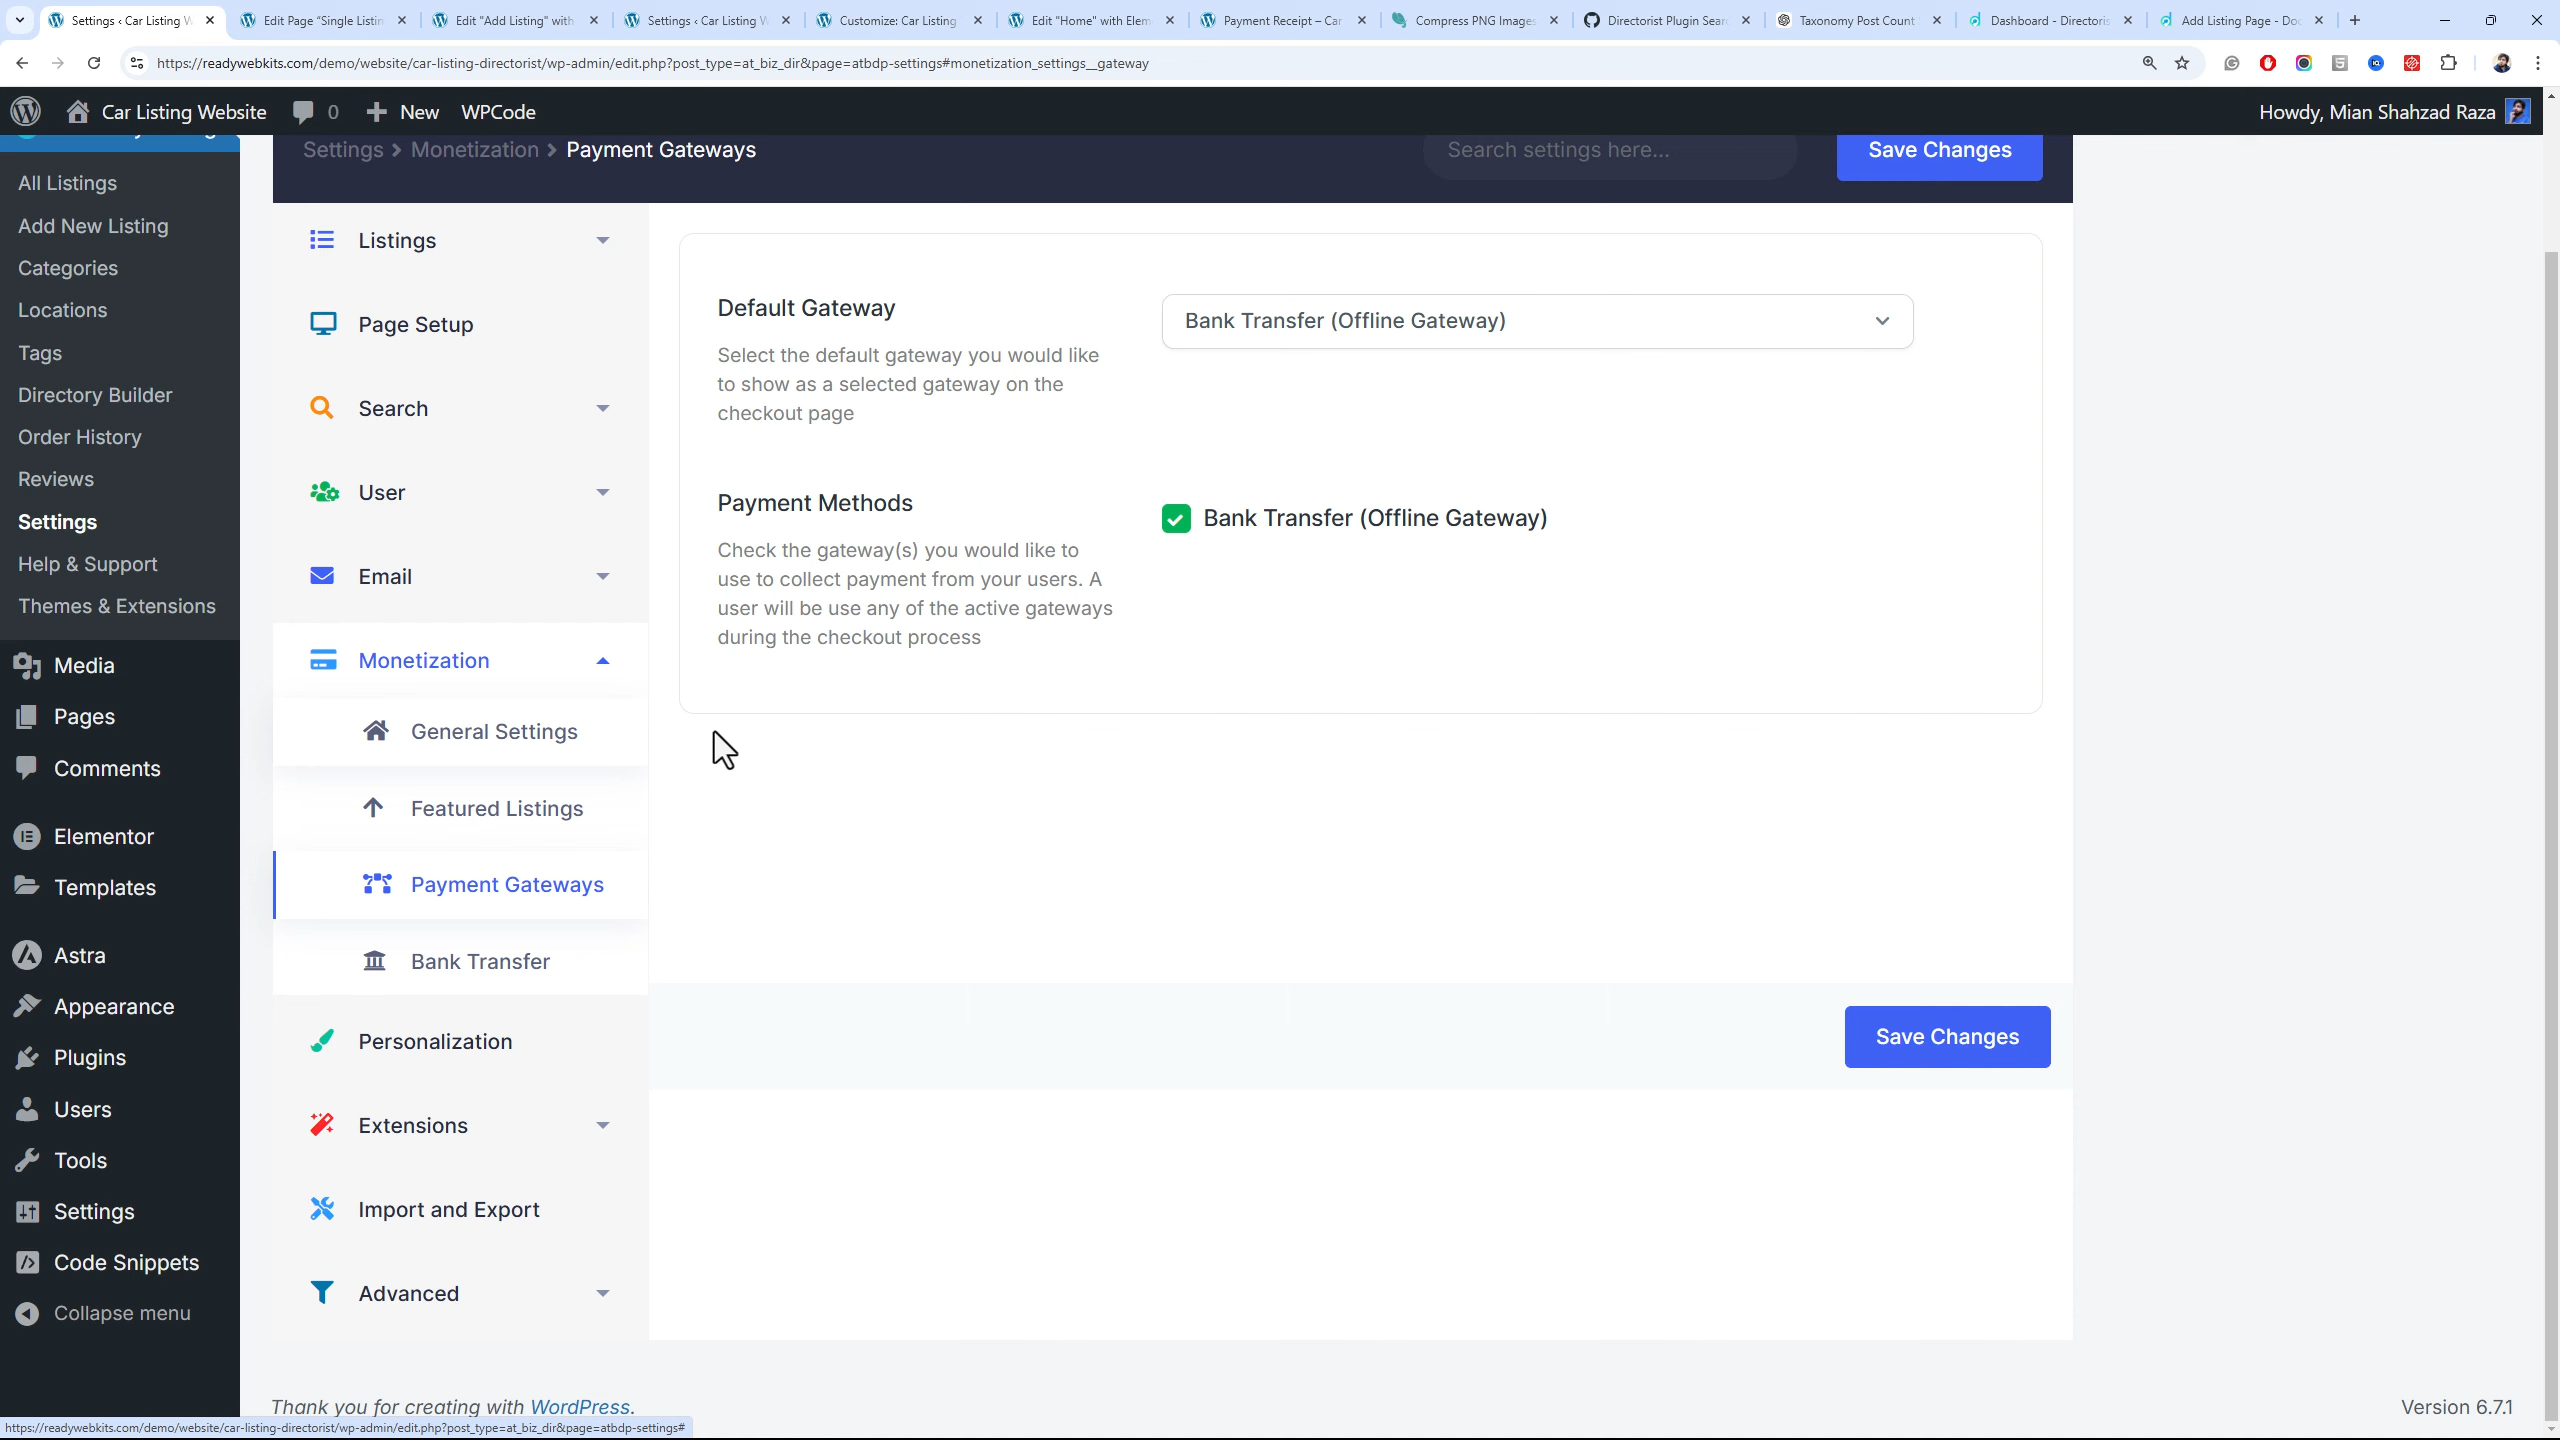 Settings ‹ Car Listing W
Edit Page "Single Listin
Edit "Add Listing" with
Settings ‹ Car Listing W
Customize: Car Listing
Edit "Home" with Elem
Payment Receipt – Car
Compress PNG Images
Directorist Plugin Sear
Taxonomy Post Count
Dashboard - Directoris
Add Listing Page - Doc
https://readywebkits.com/demo/website/car-listing-directorist/wp-admin/edit.php?post_type=at_biz_dir&page=atbdp-settings#monetization_settings__gateway
Car Listing Website
0
New
WPCode
Howdy, Mian Shahzad Raza
Settings > Monetization > Payment Gateways
Search settings here...
Save Changes
All Listings
Add New Listing
Categories
Locations
Tags
Directory Builder
Order History
Reviews
Settings
Help & Support
Themes & Extensions
Media
Pages
Comments
Elementor
Templates
Astra
Appearance
Plugins
Users
Tools
Settings
Code Snippets
Collapse menu
Listings
Page Setup
Search
User
Email
Monetization
General Settings
Featured Listings
Payment Gateways
Bank Transfer
Personalization
Extensions
Import and Export
Advanced
Default Gateway
Select the default gateway you would like
to show as a selected gateway on the
checkout page
Bank Transfer (Offline Gateway)
Payment Methods
Check the gateway(s) you would like to
use to collect payment from your users. A
user will be use any of the active gateways
during the checkout process
Bank Transfer (Offline Gateway)
Save Changes
Thank you for creating with WordPress.
Version 6.7.1
https://readywebkits.com/demo/website/car-listing-directorist/wp-admin/edit.php?post_type=at_biz_dir&page=atbdp-settings#